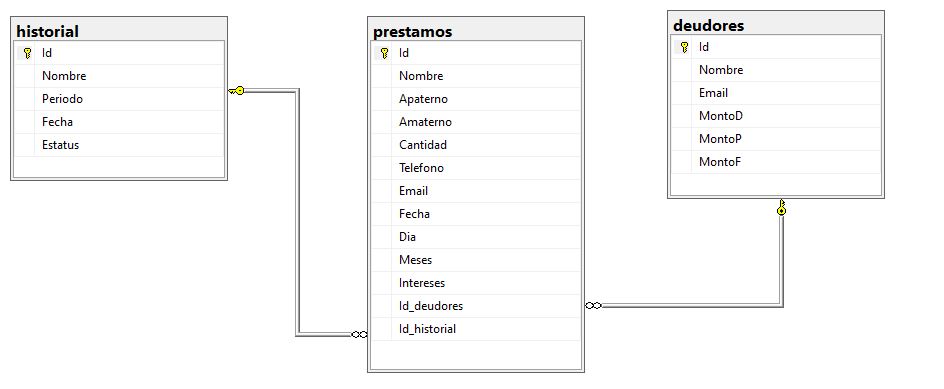 historial
Id
Nombre
Periodo
Fecha
Estatus
prestamos
Id
Nombre
Apaterno
Amaterno
Cantidad
Telefono
Email
Fecha
Dia
Meses
Intereses
Id_deudores
Id_historial
deudores
Id
Nombre
Email
MontoD
MontoP
MontoF